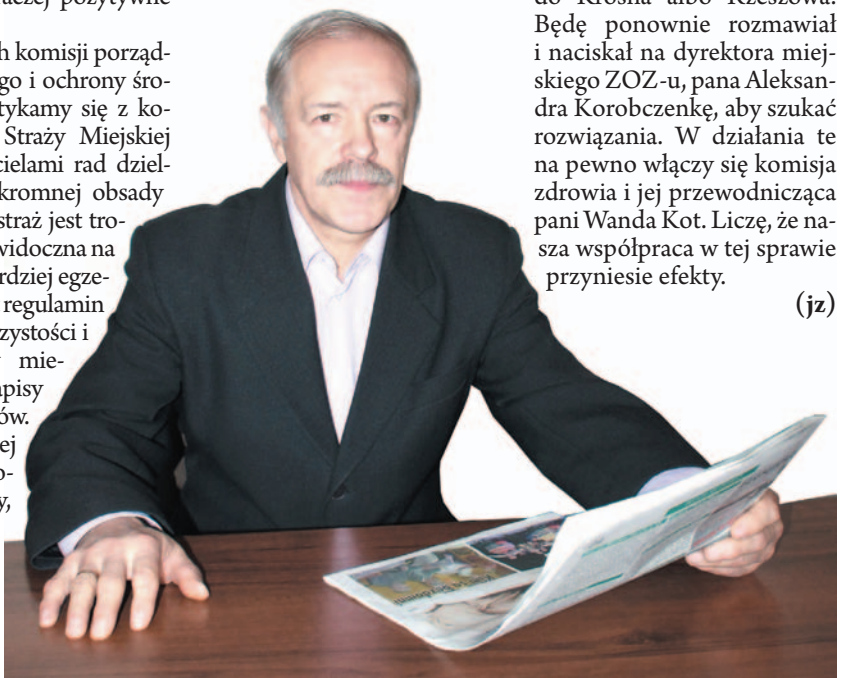 pozytywne
h komisji porząd-
go i ochrony śro-
tykamy się z ko-
Straży Miejskiej
cielami rad dziel-
kromnej obsady
straż jest tro-
widoczna na
rdziej egze-
regulamin
zystości i
mie-
apisy
ów.
ej
o-
y,
do Krosna albo Rzeszowa.
Będę ponownie rozmawiał
i naciskał na dyrektora miej-
skiego ZOZ-u, pana Aleksan-
dra Korobczenkę, aby szukać
rozwiązania. W działania te
na pewno włączy się komisja
zdrowia i jej przewodnicząca
pani Wanda Kot. Liczę, że na-
sza współpraca w tej sprawie
przyniesie efekty.
(jz)